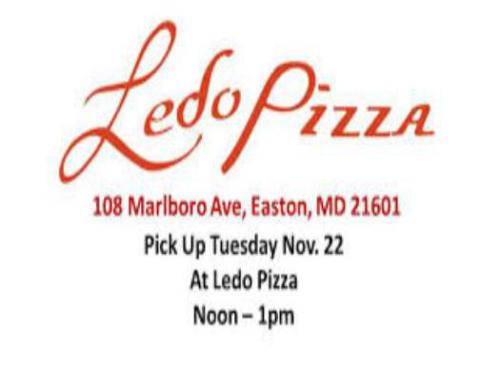 Ledo Pizza
108 Marlboro Ave, Easton, MD 21601
Pick Up Tuesday Nov. 22
At Ledo Pizza
Noon – 1pm